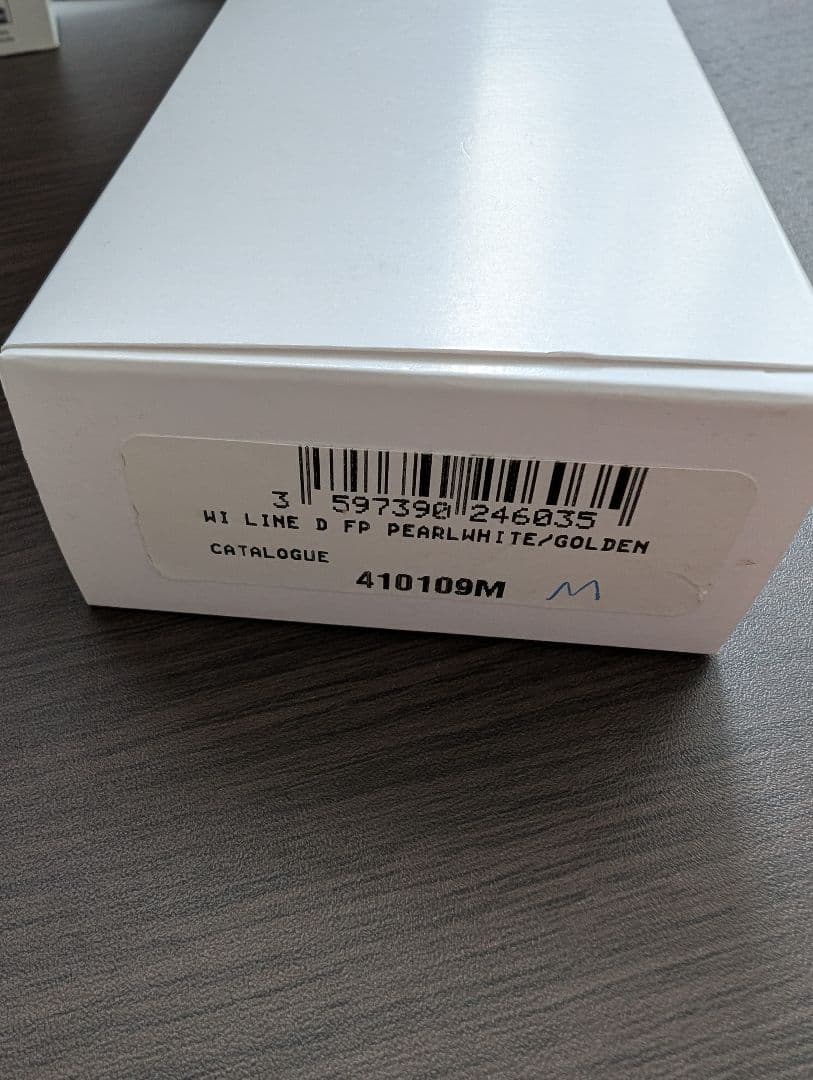 3 597390 246035
WI LINE D FP PEARLWHITE/GOLDEN
CATALOGUE
410109M M